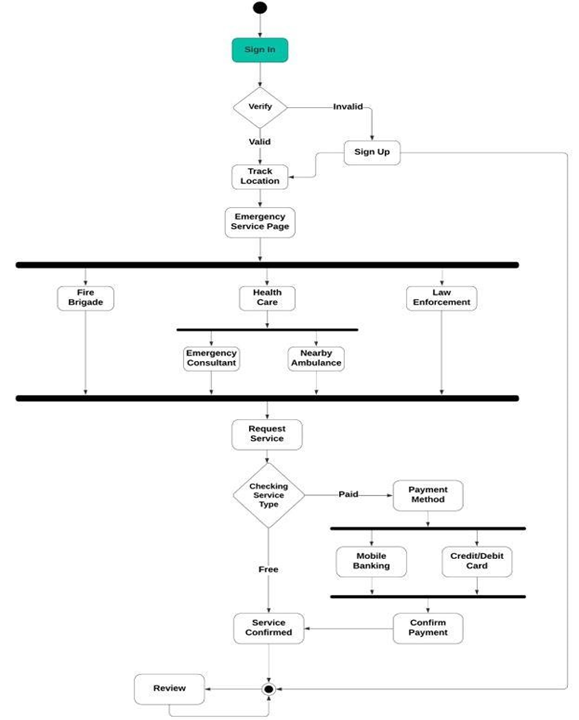 Sign In
Verify
Invalid
Valid
Sign Up
Track
Location
Emergency
Service Page
Fire
Brigade
Health
Care
Law
Enforcement
Emergency
Consultant
Nearby
Ambulance
Request
Service
Checking
Service
Type
Paid
Payment
Method
Mobile
Banking
Credit/Debit
Card
Free
Service
Confirmed
Confirm
Payment
Review